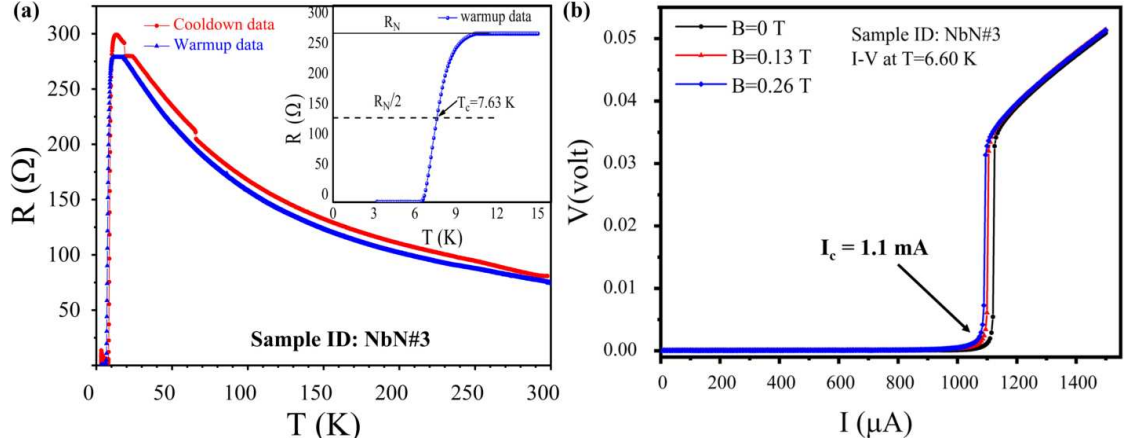 (a)
Cooldown data
Warmup data
R (Ω)
300
250
200
150
100
50
0
50
100
150
200
250
300
T (K)
Sample ID: NbN#3
warmup data
R_N
R_N/2
T_c=7.63 K
R (Ω)
300
250
200
150
100
50
0
0
3
6
9
12
15
T (K)
(b)
B=0 T
B=0.13 T
B=0.26 T
Sample ID: NbN#3
I-V at T=6.60 K
I_c = 1.1 mA
V(volt)
0.05
0.04
0.03
0.02
0.01
0.00
0
200
400
600
800
1000
1200
1400
I (μA)